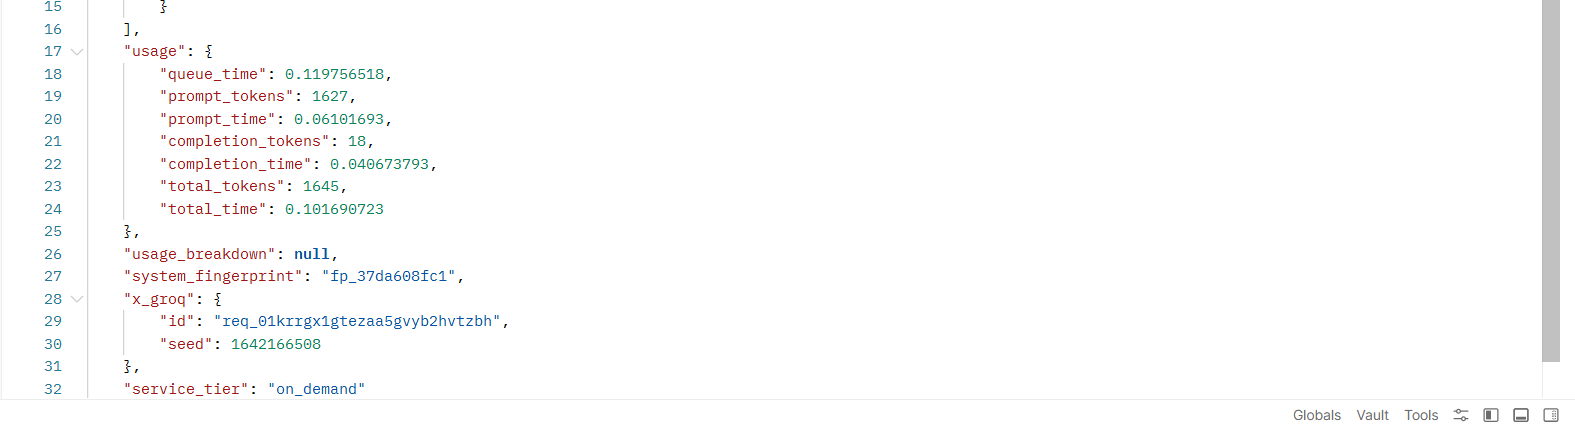 15 }
16 ],
17 "usage": {
18 "queue_time": 0.119756518,
19 "prompt_tokens": 1627,
20 "prompt_time": 0.06101693,
21 "completion_tokens": 18,
22 "completion_time": 0.040673793,
23 "total_tokens": 1645,
24 "total_time": 0.101690723
25 },
26 "usage_breakdown": null,
27 "system_fingerprint": "fp_37da608fc1",
28 "x_groq": {
29 "id": "req_01krrgx1gtezaa5gvyb2hvtzbh",
30 "seed": 1642166508
31 },
32 "service_tier": "on_demand"
Globals Vault Tools